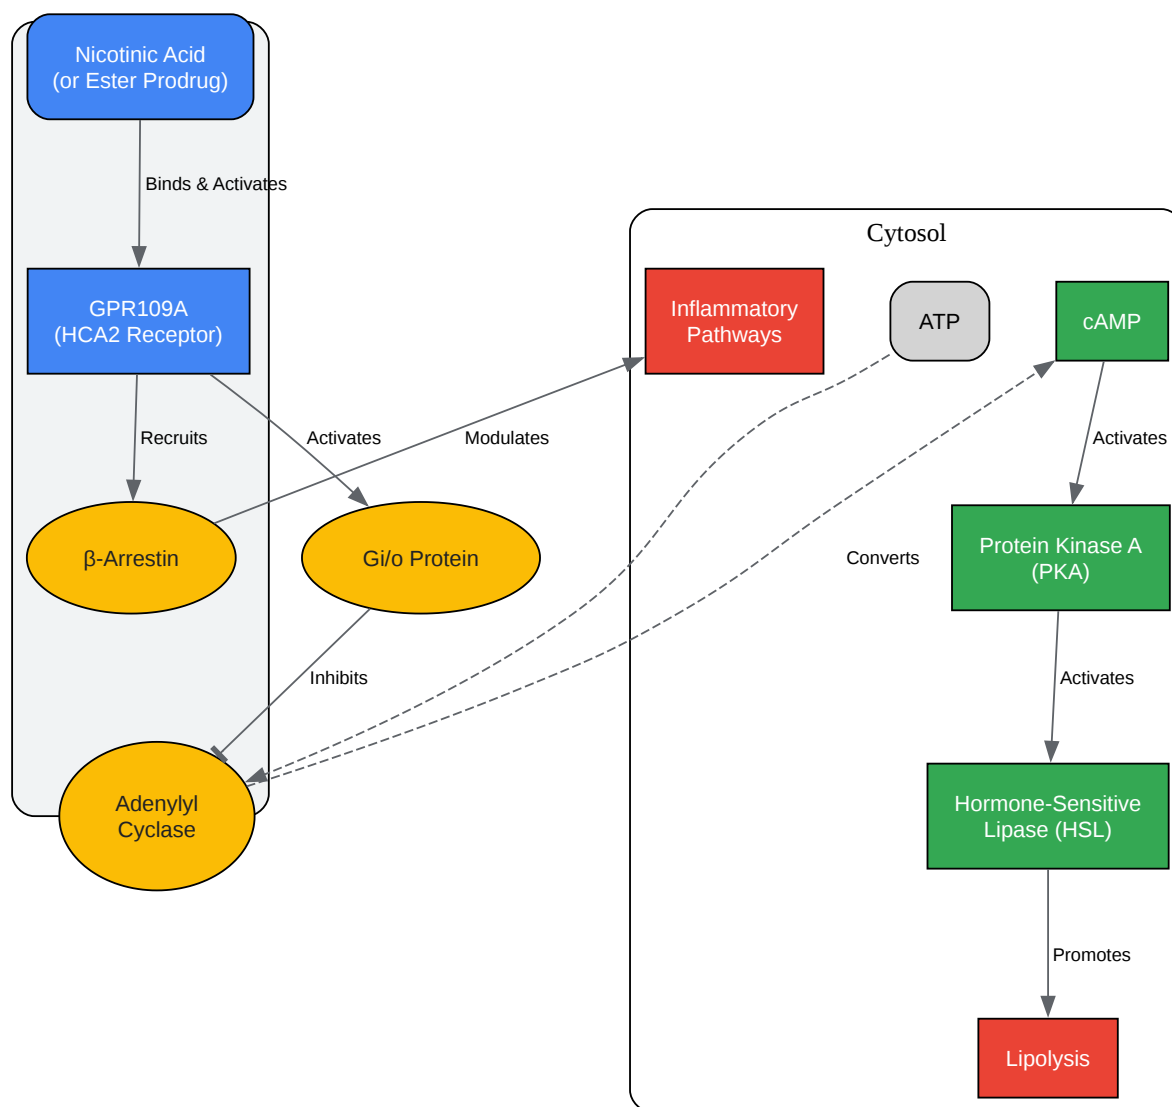 Nicotinic Acid
(or Ester Prodrug)
Binds & Activates
Cytosol
GPR109A
(HCA2 Receptor)
Inflammatory
Pathways
ATP
cAMP
Recruits
Activates
Modulates
Activates
β-Arrestin
Gi/o Protein
Converts
Protein Kinase A
(PKA)
Inhibits
Activates
Adenylyl
Cyclase
Hormone-Sensitive
Lipase (HSL)
Promotes
Lipolysis